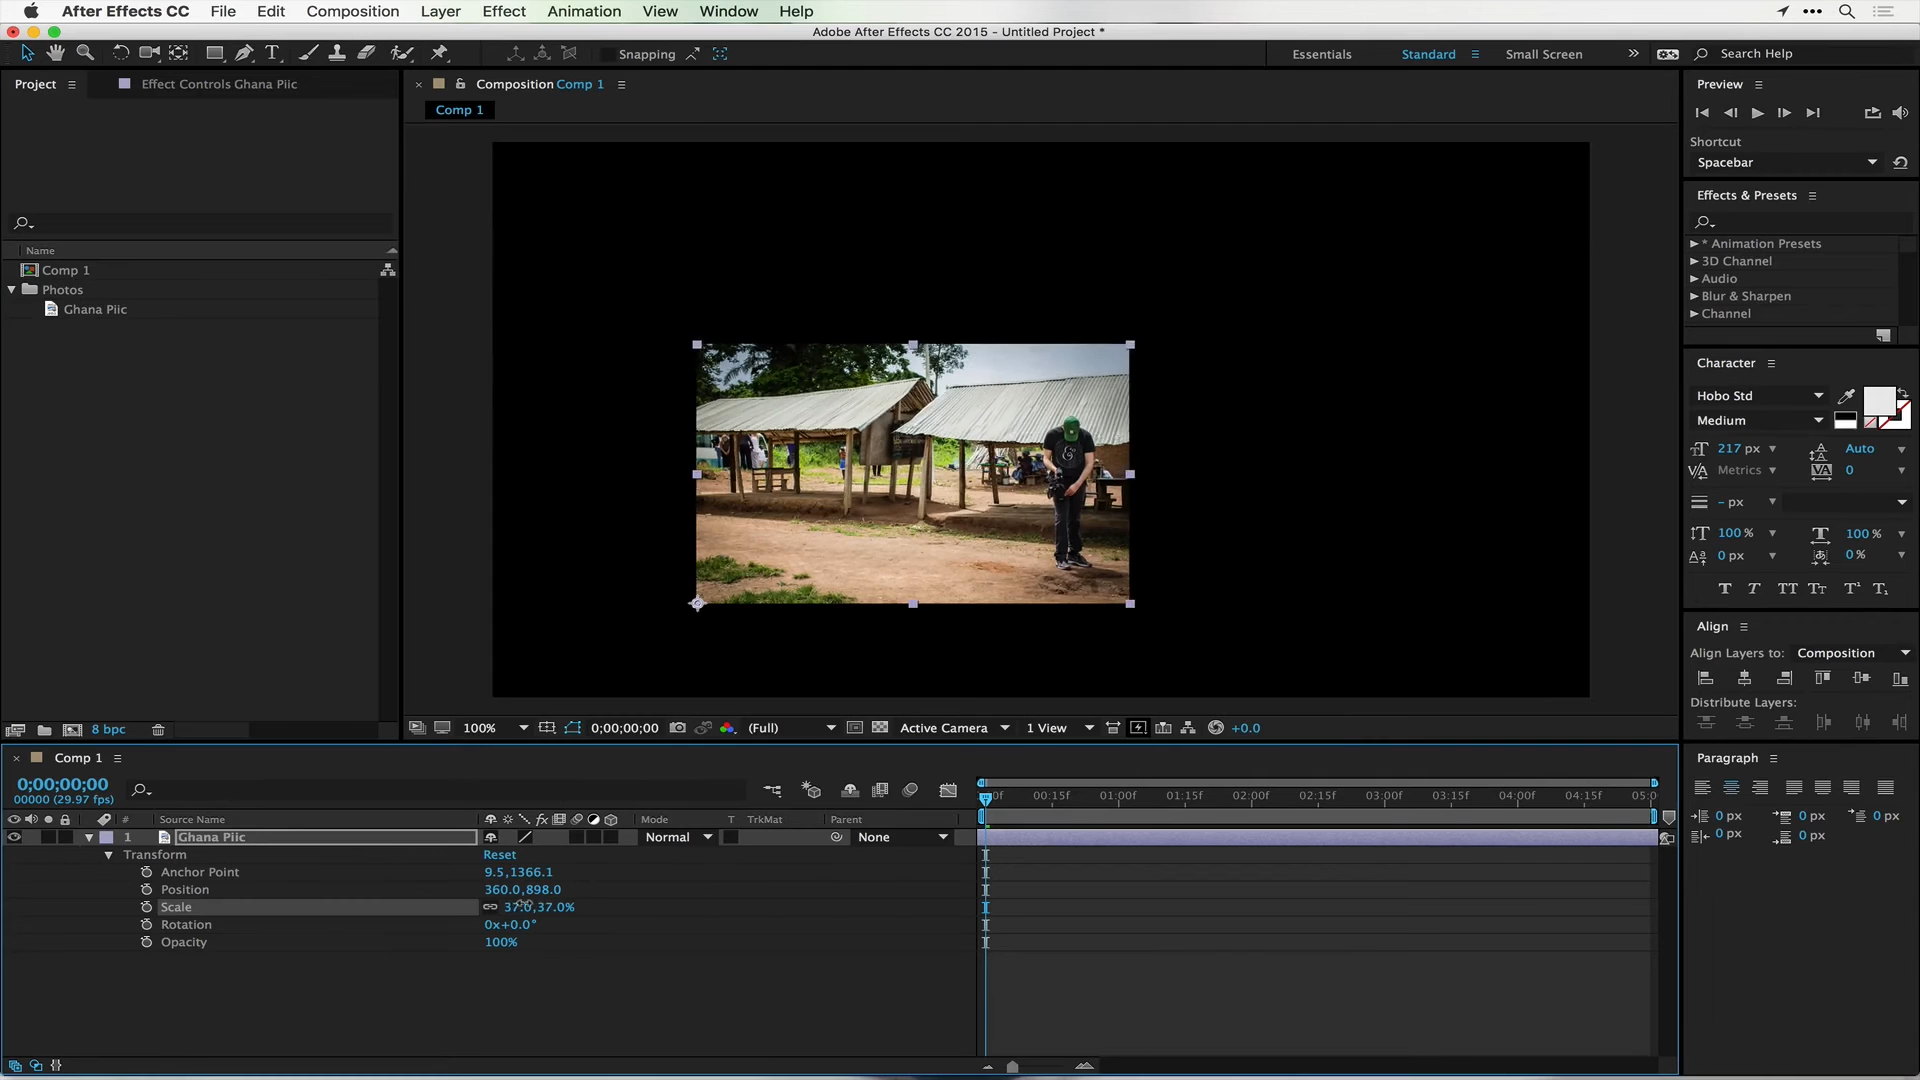 After Effects CC File Edit Composition Layer Effect Animation View Window Help
Adobe After Effects CC 2015 - Untitled Project *
Snapping
Essentials Standard Small Screen Search Help
Project Effect Controls Ghana Piic
Composition Comp 1
Comp 1
Name
Comp 1
Photos
Ghana Piic
8 bpc
100% 0;00;00;00 (Full) Active Camera 1 View +0.0
Preview
Shortcut
Spacebar
Effects & Presets
* Animation Presets
3D Channel
Audio
Blur & Sharpen
Channel
Character
Hobo Std
Medium
217 px Auto
Metrics 0
- px
100 % 100 %
0 px 0 %
T T TT Tт T¹ T₁
Align
Align Layers to: Composition
Distribute Layers:
Paragraph
0 px 0 px 0 px
0 px 0 px
Comp 1
0;00;00;00
00000 (29.97 fps)
# Source Name Mode T TrkMat Parent
00:15f 01:00f 01:15f 02:00f 02:15f 03:00f 03:15f 04:00f 04:15f 05:0
1 Ghana Piic Normal None
Transform Reset
Anchor Point 9.5,1366.1
Position 360.0,898.0
Scale 37.0,37.0%
Rotation 0x+0.0°
Opacity 100%